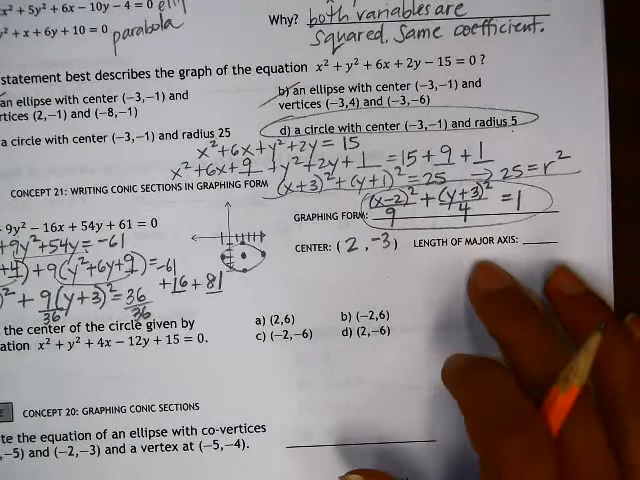 x² + 5y² + 6x − 10y − 4 = 0
y² + x + 6y + 10 = 0
parabola
Why? both variables are
squared. Same coefficient.
statement best describes the graph of the equation x² + y² + 6x + 2y − 15 = 0 ?
an ellipse with center (−3,−1) and
rtices (2,−1) and (−8,−1)
b) an ellipse with center (−3,−1) and
vertices (−3,4) and (−3,−6)
a circle with center (−3,−1) and radius 25
d) a circle with center (−3,−1) and radius 5
x²+6x+y²+2y = 15
x²+6x+9 + y²+2y+1 = 15+9+1
(x+3)²+(y+1)²=25 → 25=r²
CONCEPT 21: WRITING CONIC SECTIONS IN GRAPHING FORM
9y² − 16x + 54y + 61 = 0
+9y²+54y = -61
+4)+9(y²+6y+9)=-61
+16+81
)² + 9(y+3)² = 36
36 36
GRAPHING FORM: (x-2)²/9 + (y+3)²/4 = 1
CENTER: (2,-3) LENGTH OF MAJOR AXIS:
the center of the circle given by
ation x² + y² + 4x − 12y + 15 = 0.
a) (2,6) b) (−2,6)
c) (−2,−6) d) (2,−6)
CONCEPT 20: GRAPHING CONIC SECTIONS
te the equation of an ellipse with co-vertices
,−5) and (−2,−3) and a vertex at (−5,−4).